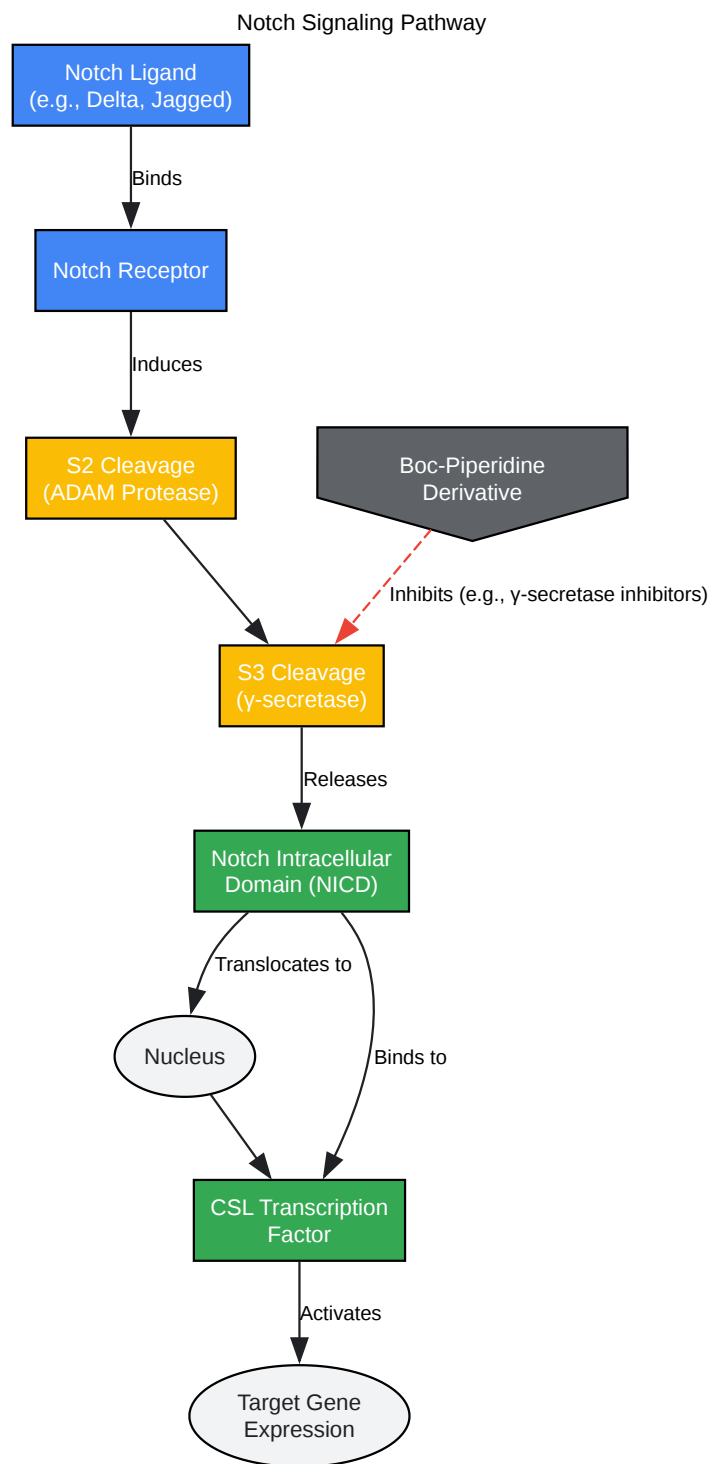 Notch Signaling Pathway
Notch Ligand
(e.g., Delta, Jagged)
Binds
Notch Receptor
Induces
S2 Cleavage
(ADAM Protease)
Boc-Piperidine
Derivative
Inhibits (e.g., γ-secretase inhibitors)
S3 Cleavage
(γ-secretase)
Releases
Notch Intracellular
Domain (NICD)
Translocates to
Nucleus
Binds to
CSL Transcription
Factor
Activates
Target Gene
Expression